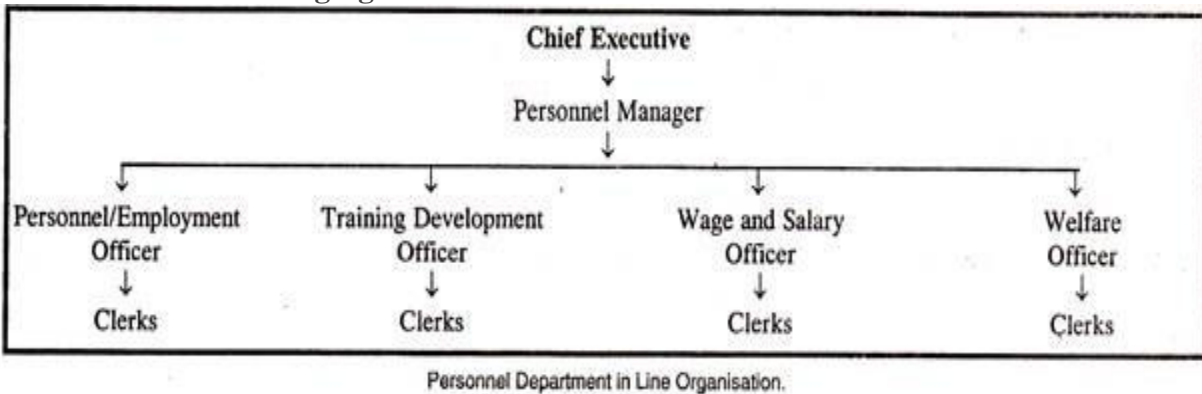 Chief Executive
Personnel Manager
Personnel/Employment Officer
Training Development Officer
Wage and Salary Officer
Welfare Officer
Clerks
Clerks
Clerks
Clerks
Personnel Department in Line Organisation.